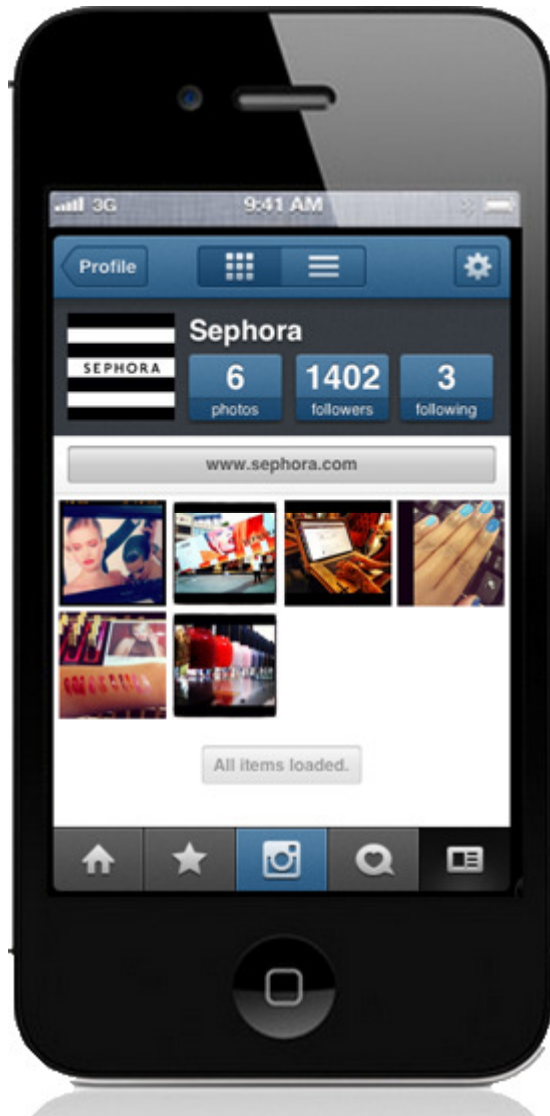 3G 9:41 AM
Profile
Sephora
SEPHORA
6 1402 3
photos followers following
www.sephora.com
All items loaded.